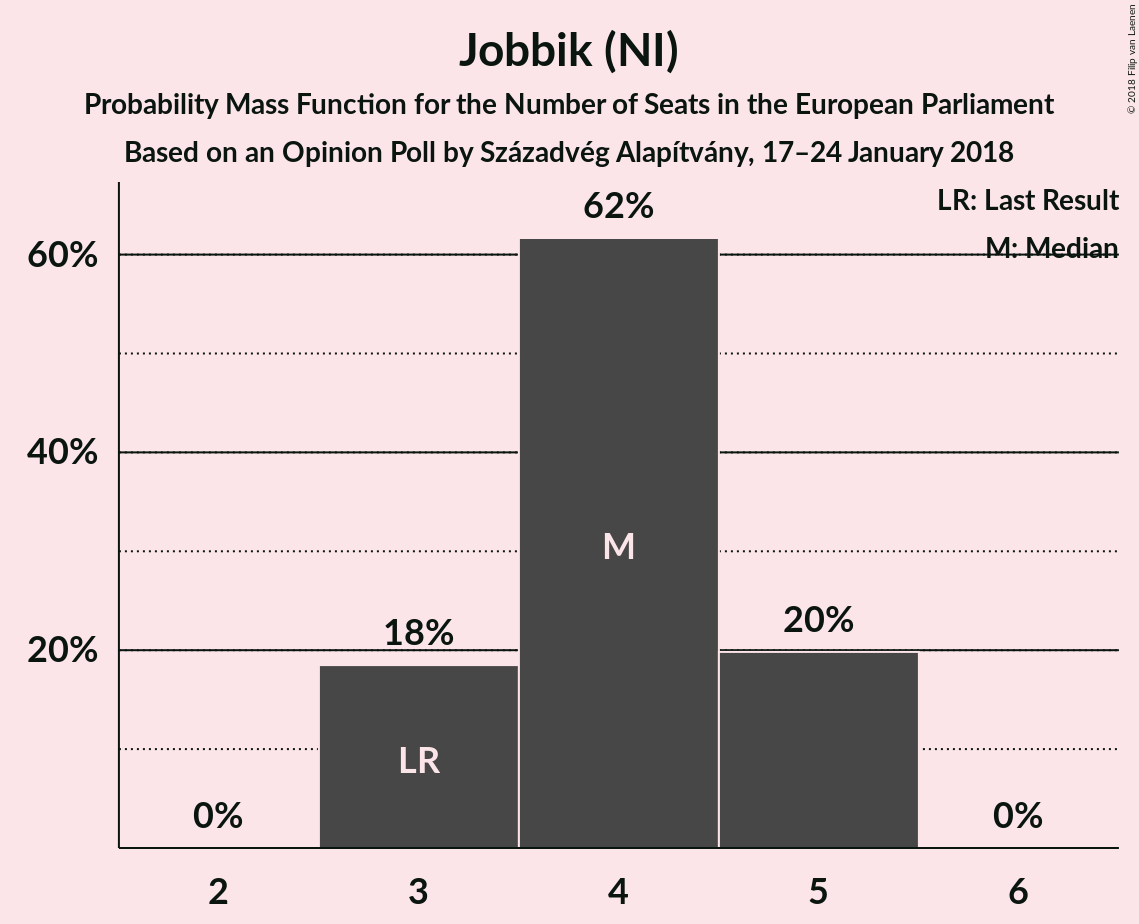 Jobbik (NI)
Probability Mass Function for the Number of Seats in the European Parliament
Based on an Opinion Poll by Századvég Alapítvány, 17–24 January 2018
© 2018 Filip van Laenen
LR: Last Result
M: Median
60%
40%
20%
0%
18%
62%
20%
0%
LR
M
2
3
4
5
6